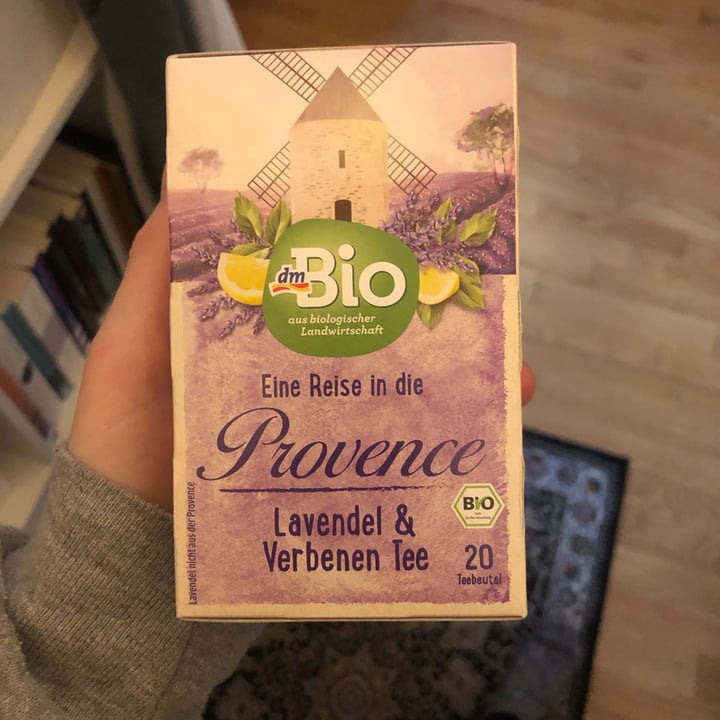 dm
Bio
aus biologischer
Landwirtschaft
Eine Reise in die
Provence
Lavendel &
Verbenen Tee
BIO
20
Teebeutel
Lavendel nicht aus der Provence